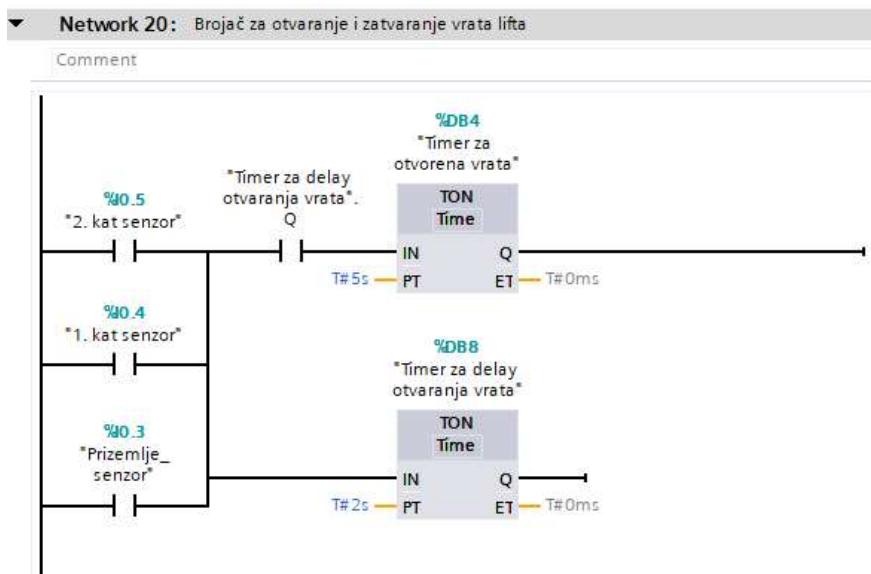 Network 20: Brojač za otvaranje i zatvaranje vrata lifta
Comment
%I0.5
"2. kat senzor"
"Timer za delay
otvaranja vrata".
Q
%DB4
"Timer za
otvorena vrata"
TON
Time
IN
Q
T#5s
PT
ET
T#0ms
%I0.4
"1. kat senzor"
%I0.3
"Prizemlje_
senzor"
%DB8
"Timer za delay
otvaranja vrata"
TON
Time
IN
Q
T#2s
PT
ET
T#0ms